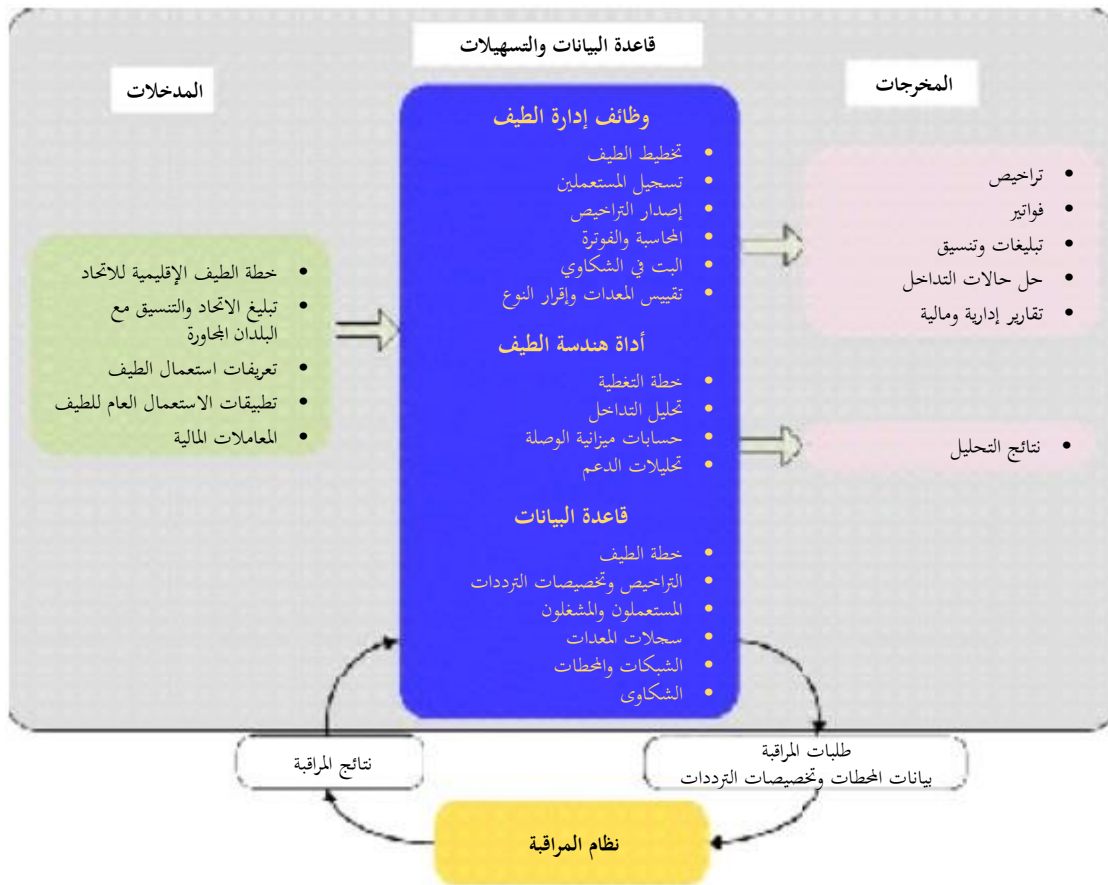 قاعدة البيانات والتسهيلات
المدخلات
المخرجات
خطة الطيف الإقليمية للاتحاد
تبليغ الاتحاد والتنسيق مع
البلدان المجاورة
تعريفات استعمال الطيف
تطبيقات الاستعمال العام للطيف
المعاملات المالية
وظائف إدارة الطيف
تخطيط الطيف
تسجيل المستعملين
إصدار التراخيص
المحاسبة والفوترة
البت في الشكاوي
تقييس المعدات وإقرار النوع
أداة هندسة الطيف
خطة التغطية
تحليل التداخل
حسابات ميزانية الوصلة
تحليلات الدعم
قاعدة البيانات
خطة الطيف
التراخيص وتخصيصات الترددات
المستعملون والمشغلون
سجلات المعدات
الشبكات والمحطات
الشكاوى
تراخيص
فواتير
تبليغات وتنسيق
حل حالات التداخل
تقارير إدارية ومالية
نتائج التحليل
طلبات المراقبة
بيانات المحطات وتخصيصات الترددات
نتائج المراقبة
نظام المراقبة